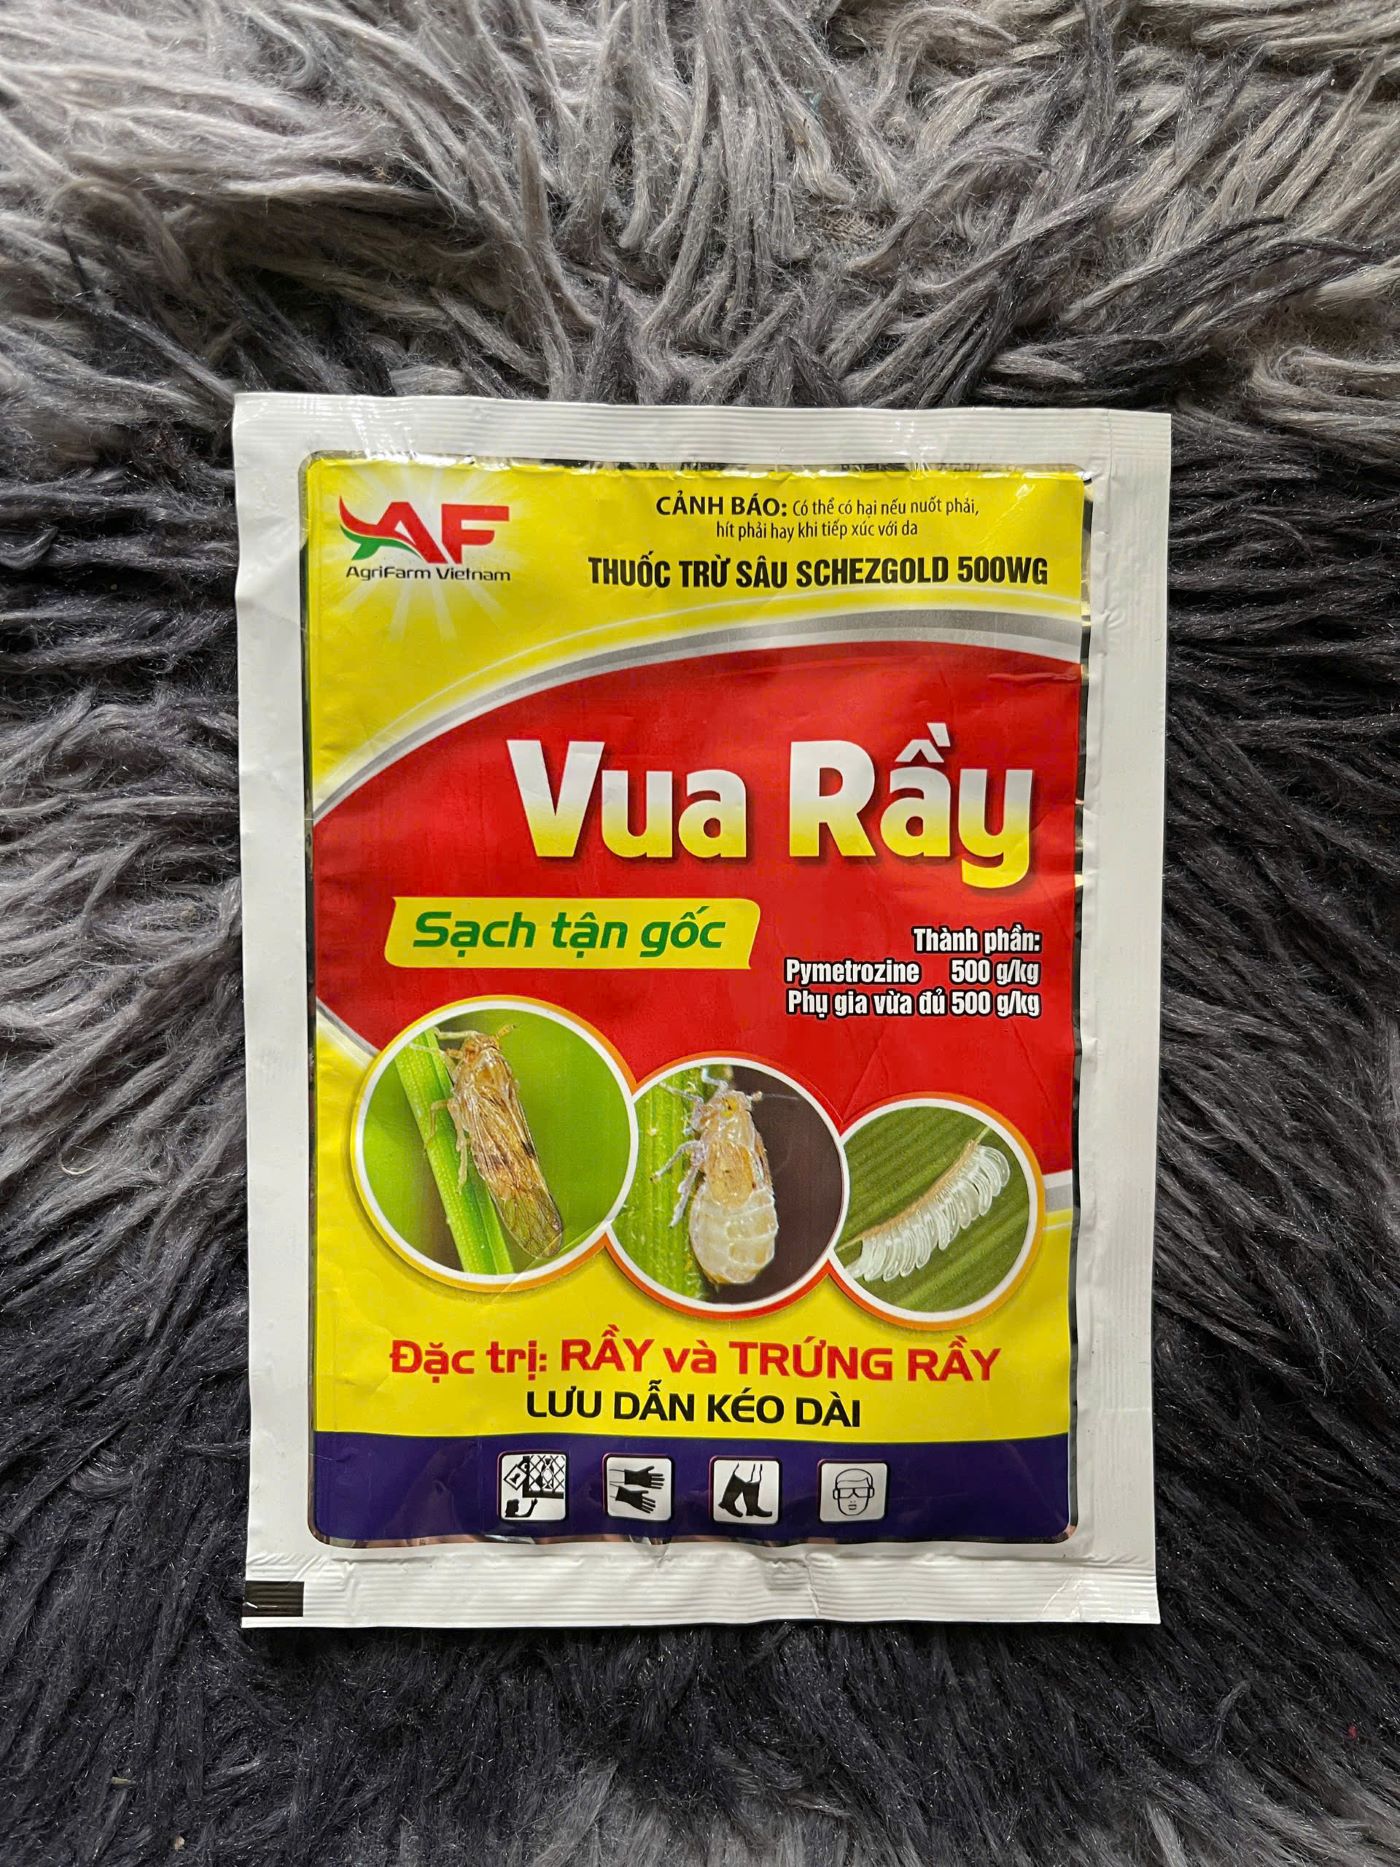 AF
AgriFarm Vietnam
CẢNH BÁO: Có thể có hại nếu nuốt phải,
hít phải hay khi tiếp xúc với da
THUỐC TRỪ SÂU SCHEZGOLD 500WG
Vua Rầy
Sạch tận gốc
Thành phần:
Pymetrozine 500 g/kg
Phụ gia vừa đủ 500 g/kg
Đặc trị: RẦY và TRỨNG RẦY
LƯU DẪN KÉO DÀI